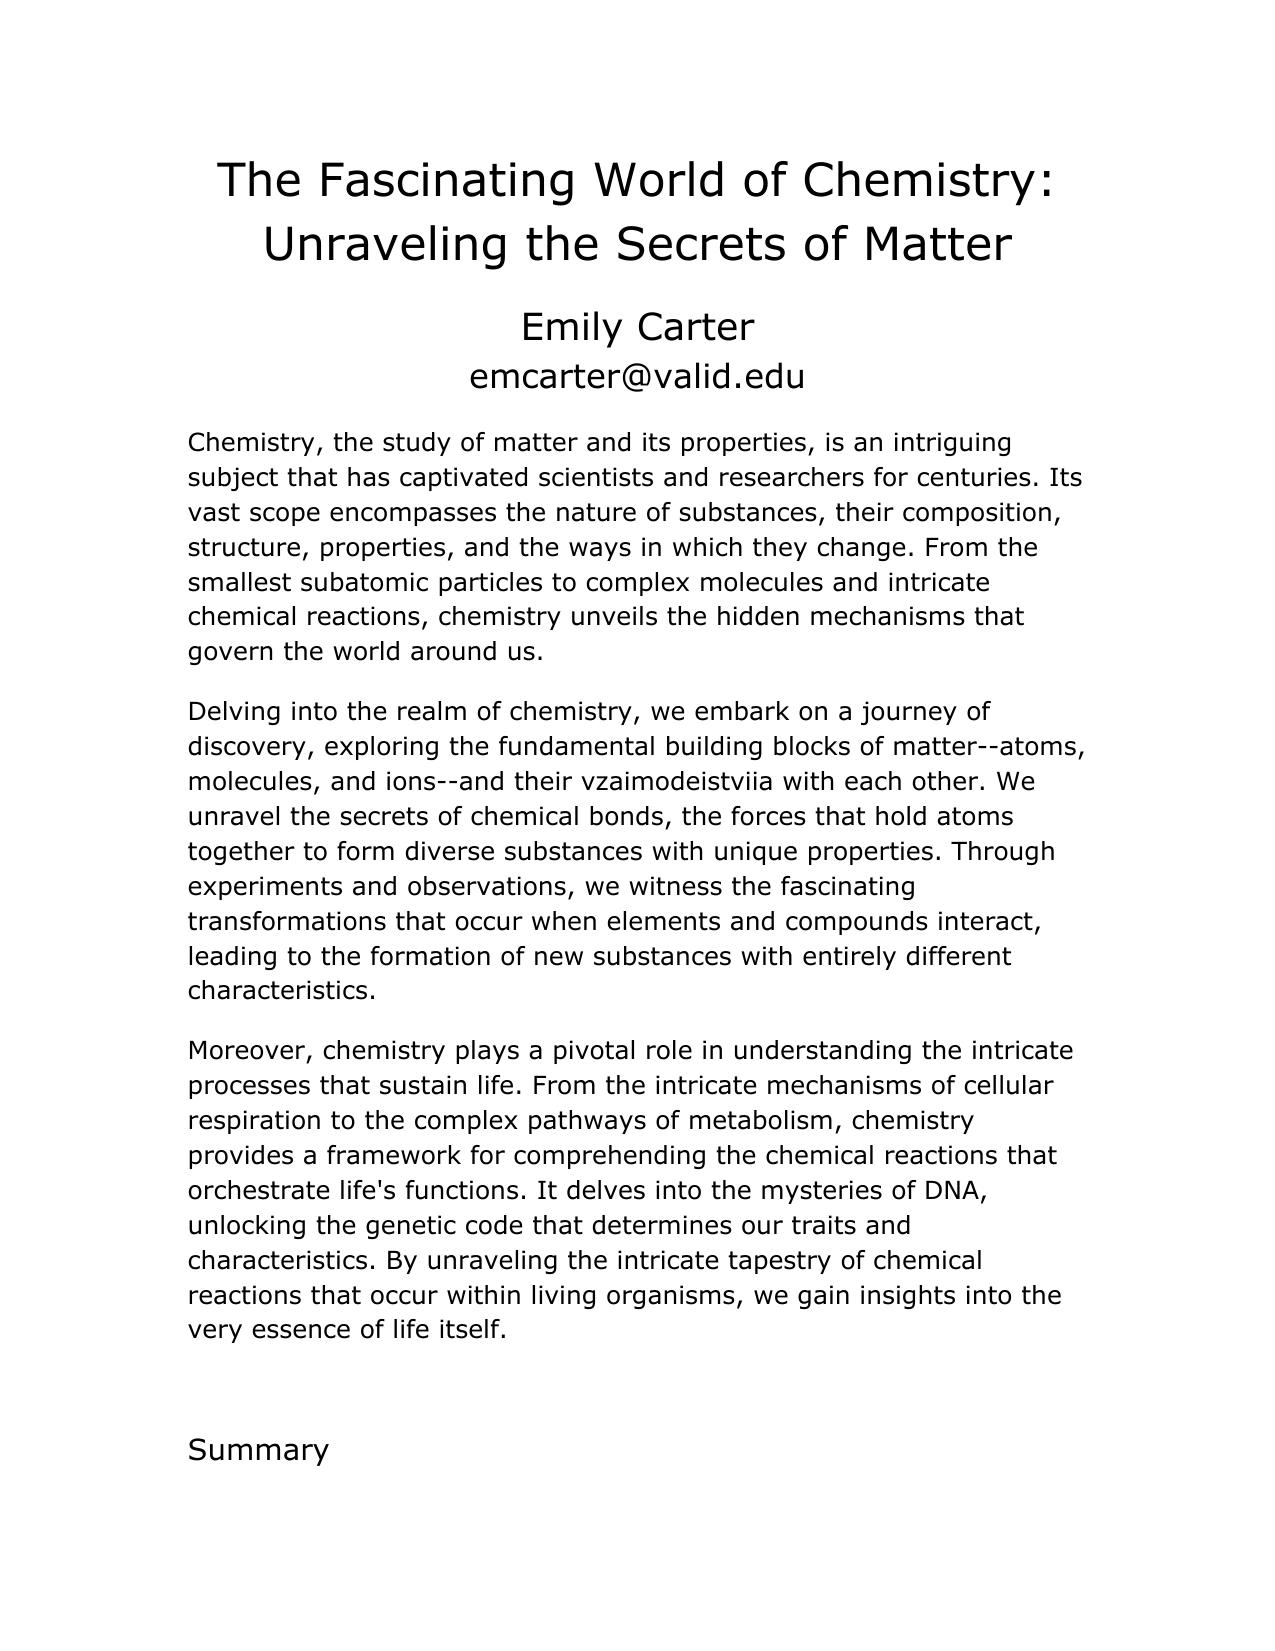 The Fascinating World of Chemistry:
Unraveling the Secrets of Matter
Emily Carter
emcarter@valid.edu
Chemistry, the study of matter and its properties, is an intriguing
subject that has captivated scientists and researchers for centuries. Its
vast scope encompasses the nature of substances, their composition,
structure, properties, and the ways in which they change. From the
smallest subatomic particles to complex molecules and intricate
chemical reactions, chemistry unveils the hidden mechanisms that
govern the world around us.
Delving into the realm of chemistry, we embark on a journey of
discovery, exploring the fundamental building blocks of matter--atoms,
molecules, and ions--and their vzaimodeistviia with each other. We
unravel the secrets of chemical bonds, the forces that hold atoms
together to form diverse substances with unique properties. Through
experiments and observations, we witness the fascinating
transformations that occur when elements and compounds interact,
leading to the formation of new substances with entirely different
characteristics.
Moreover, chemistry plays a pivotal role in understanding the intricate
processes that sustain life. From the intricate mechanisms of cellular
respiration to the complex pathways of metabolism, chemistry
provides a framework for comprehending the chemical reactions that
orchestrate life's functions. It delves into the mysteries of DNA,
unlocking the genetic code that determines our traits and
characteristics. By unraveling the intricate tapestry of chemical
reactions that occur within living organisms, we gain insights into the
very essence of life itself.
Summary